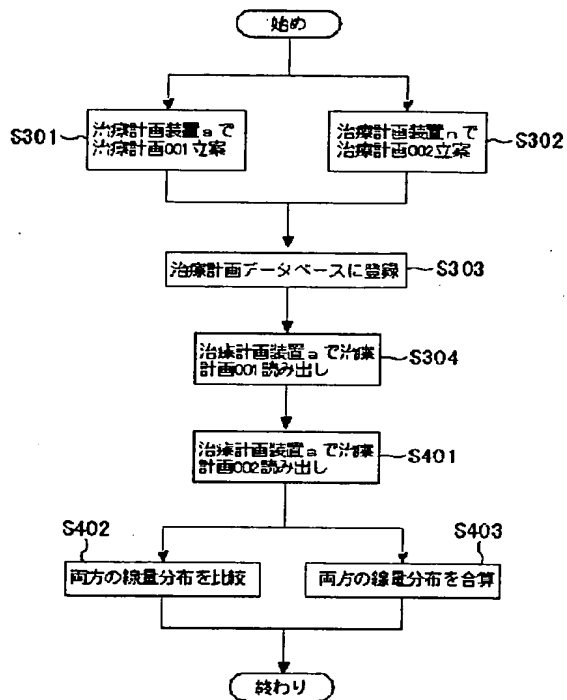 始め
S301
治療計画装置aで
治療計画001立案
治療計画装置nで
治療計画002立案
S302
治療計画データベースに登録
S303
治療計画装置aで治療
計画001読み出し
S304
治療計画装置aで治療
計画002読み出し
S401
S402
両方の線量分布を比較
S403
両方の線量分布を合算
終わり